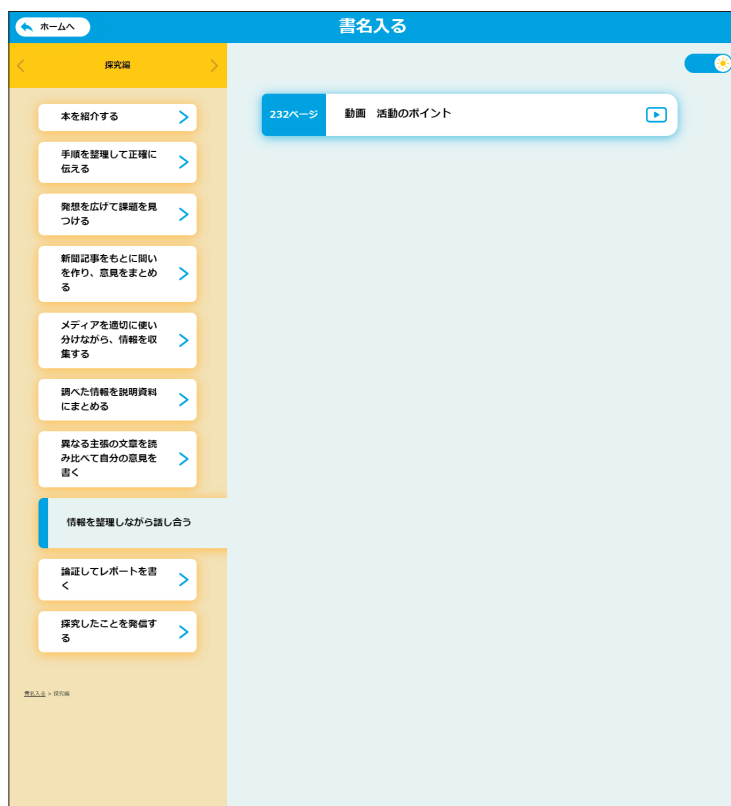 ホームへ
書名入る
探究編
本を紹介する
手順を整理して正確に
伝える
発想を広げて課題を見
つける
新聞記事をもとに問い
を作り、意見をまとめ
る
メディアを適切に使い
分けながら、情報を収
集する
調べた情報を説明資料
にまとめる
異なる主張の文章を読
み比べて自分の意見を
書く
情報を整理しながら話し合う
論証してレポートを書
く
探究したことを発信す
る
書名入る > 探究編
232ページ 動画 活動のポイント